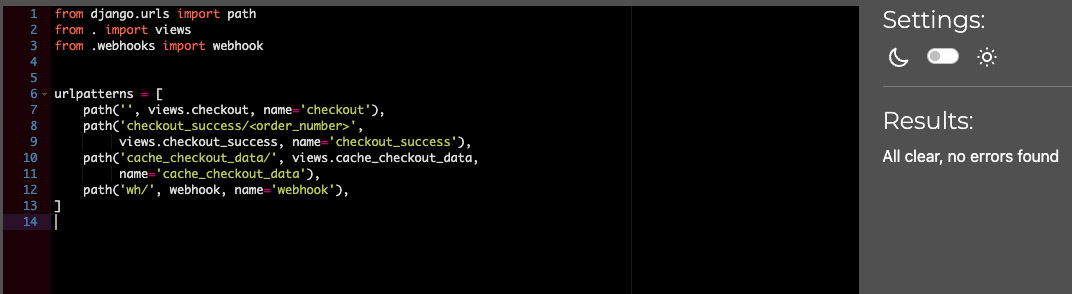 1 from django.urls import path
2 from . import views
3 from .webhooks import webhook
4
5
6 urlpatterns = [
7     path('', views.checkout, name='checkout'),
8     path('checkout_success/<order_number>',
9          views.checkout_success, name='checkout_success'),
10     path('cache_checkout_data/', views.cache_checkout_data,
11          name='cache_checkout_data'),
12     path('wh/', webhook, name='webhook'),
13 ]
14
Settings:
Results:
All clear, no errors found